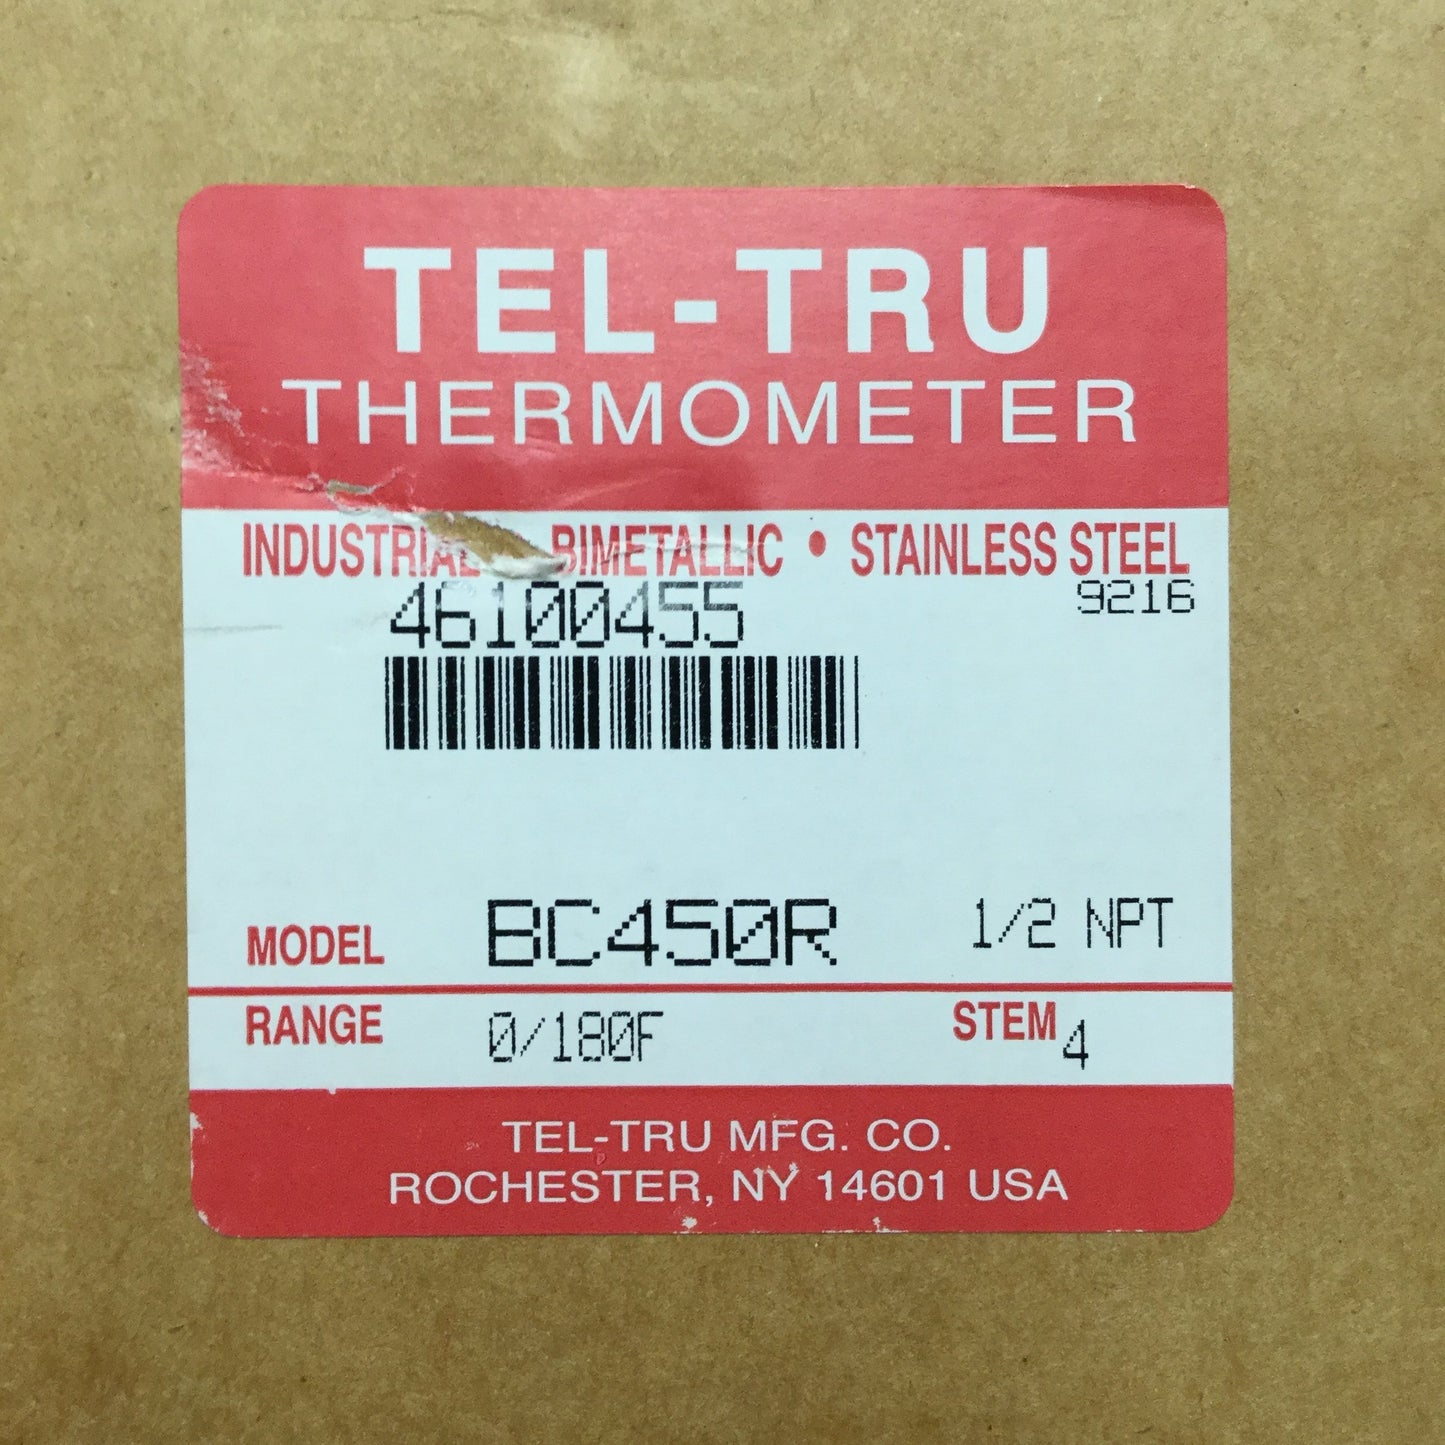 TEL-TRU
THERMOMETER
INDUSTRIAL BIMETALLIC • STAINLESS STEEL
46100455 9216
MODEL BC450R 1/2 NPT
RANGE 0/180F STEM 4
TEL-TRU MFG. CO.
ROCHESTER, NY 14601 USA